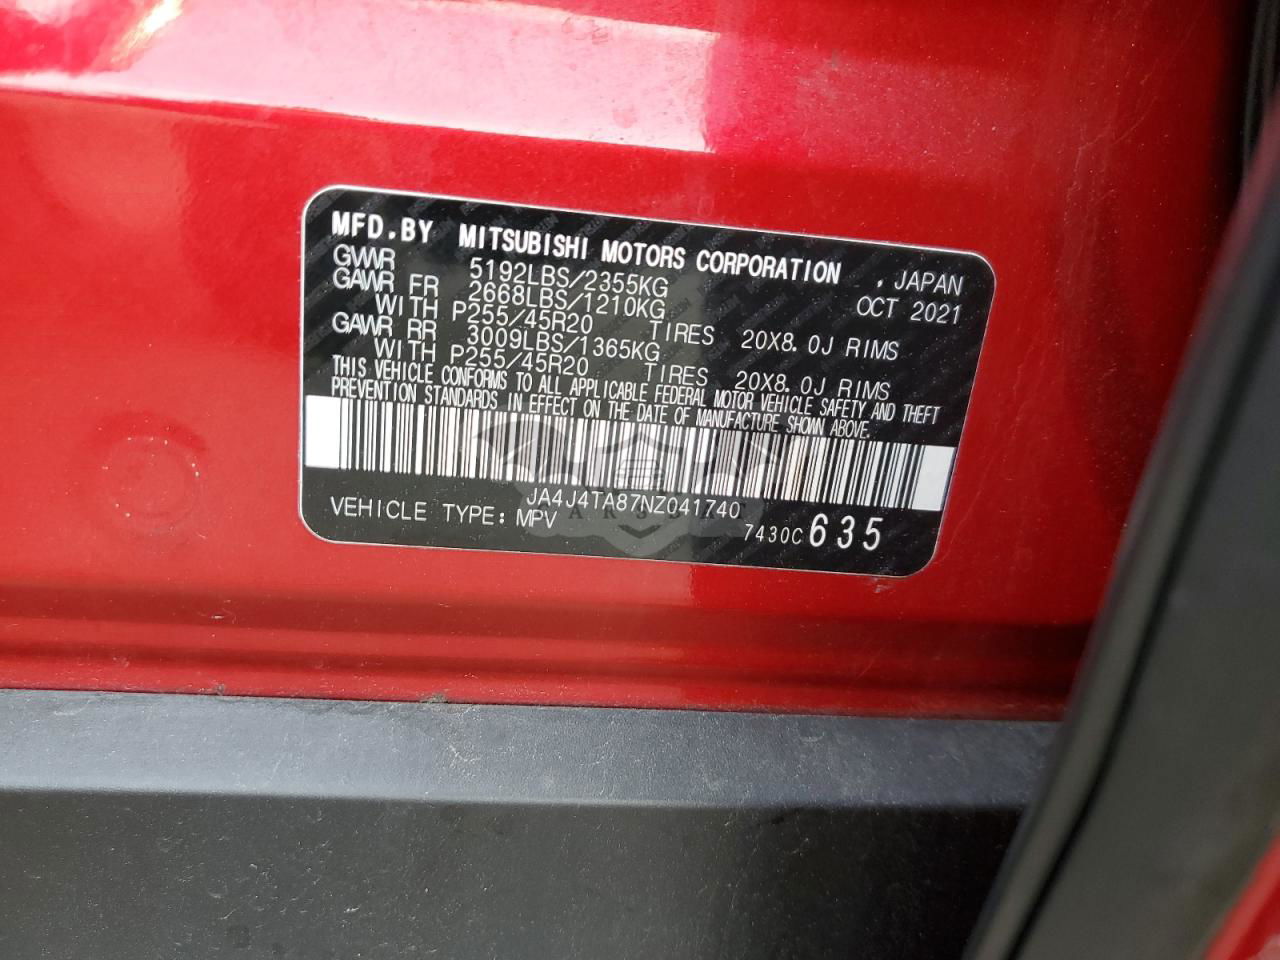 MFD.BY MITSUBISHI MOTORS CORPORATION , JAPAN
GVWR 5192LBS/2355KG OCT 2021
GAWR FR 2668LBS/1210KG
WITH P255/45R20 TIRES 20X8.0J RIMS
GAWR RR 3009LBS/1365KG
WITH P255/45R20 TIRES 20X8.0J RIMS
THIS VEHICLE CONFORMS TO ALL APPLICABLE FEDERAL MOTOR VEHICLE SAFETY AND THEFT
PREVENTION STANDARDS IN EFFECT ON THE DATE OF MANUFACTURE SHOWN ABOVE.
JA4J4TA87NZ041740
VEHICLE TYPE: MPV 7430C 635